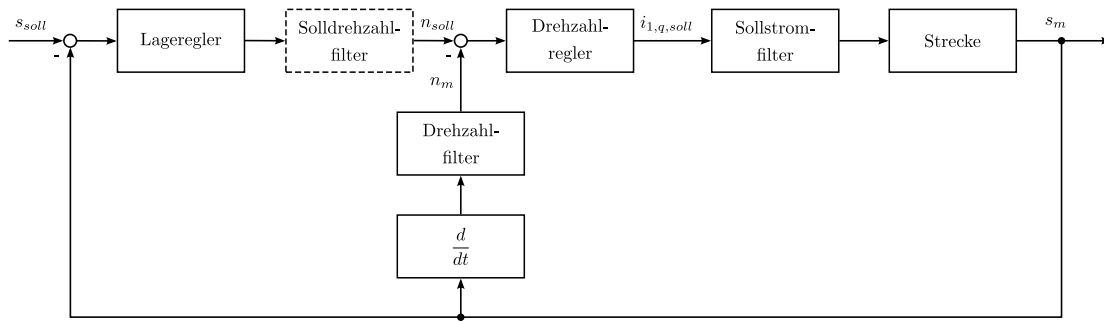 s_soll
-
Lageregler
Solldrehzahl-
filter
n_soll
-
Drehzahl-
regler
i_1,q,soll
Sollstrom-
filter
Strecke
s_m
n_m
Drehzahl-
filter
d
dt